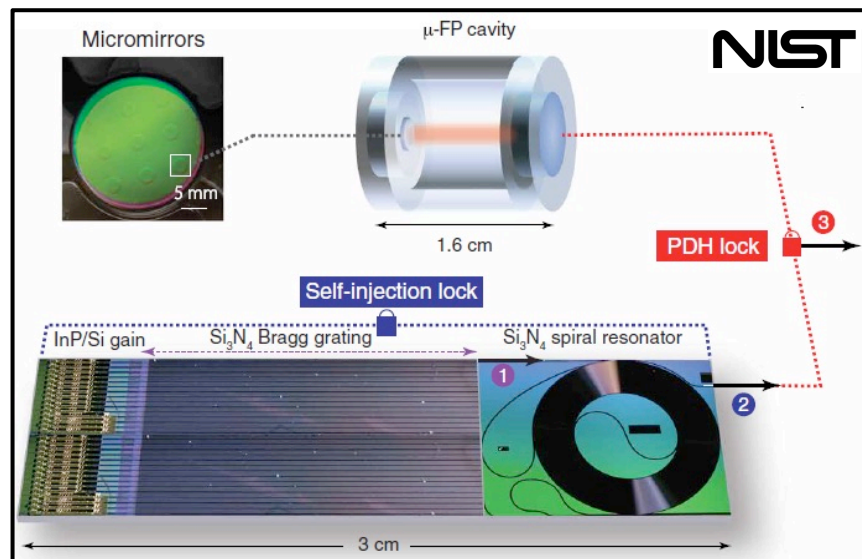 Micromirrors
μ-FP cavity
NIST
5 mm
1.6 cm
3
PDH lock
Self-injection lock
InP/Si gain
Si₃N₄ Bragg grating
Si₃N₄ spiral resonator
1
2
3 cm